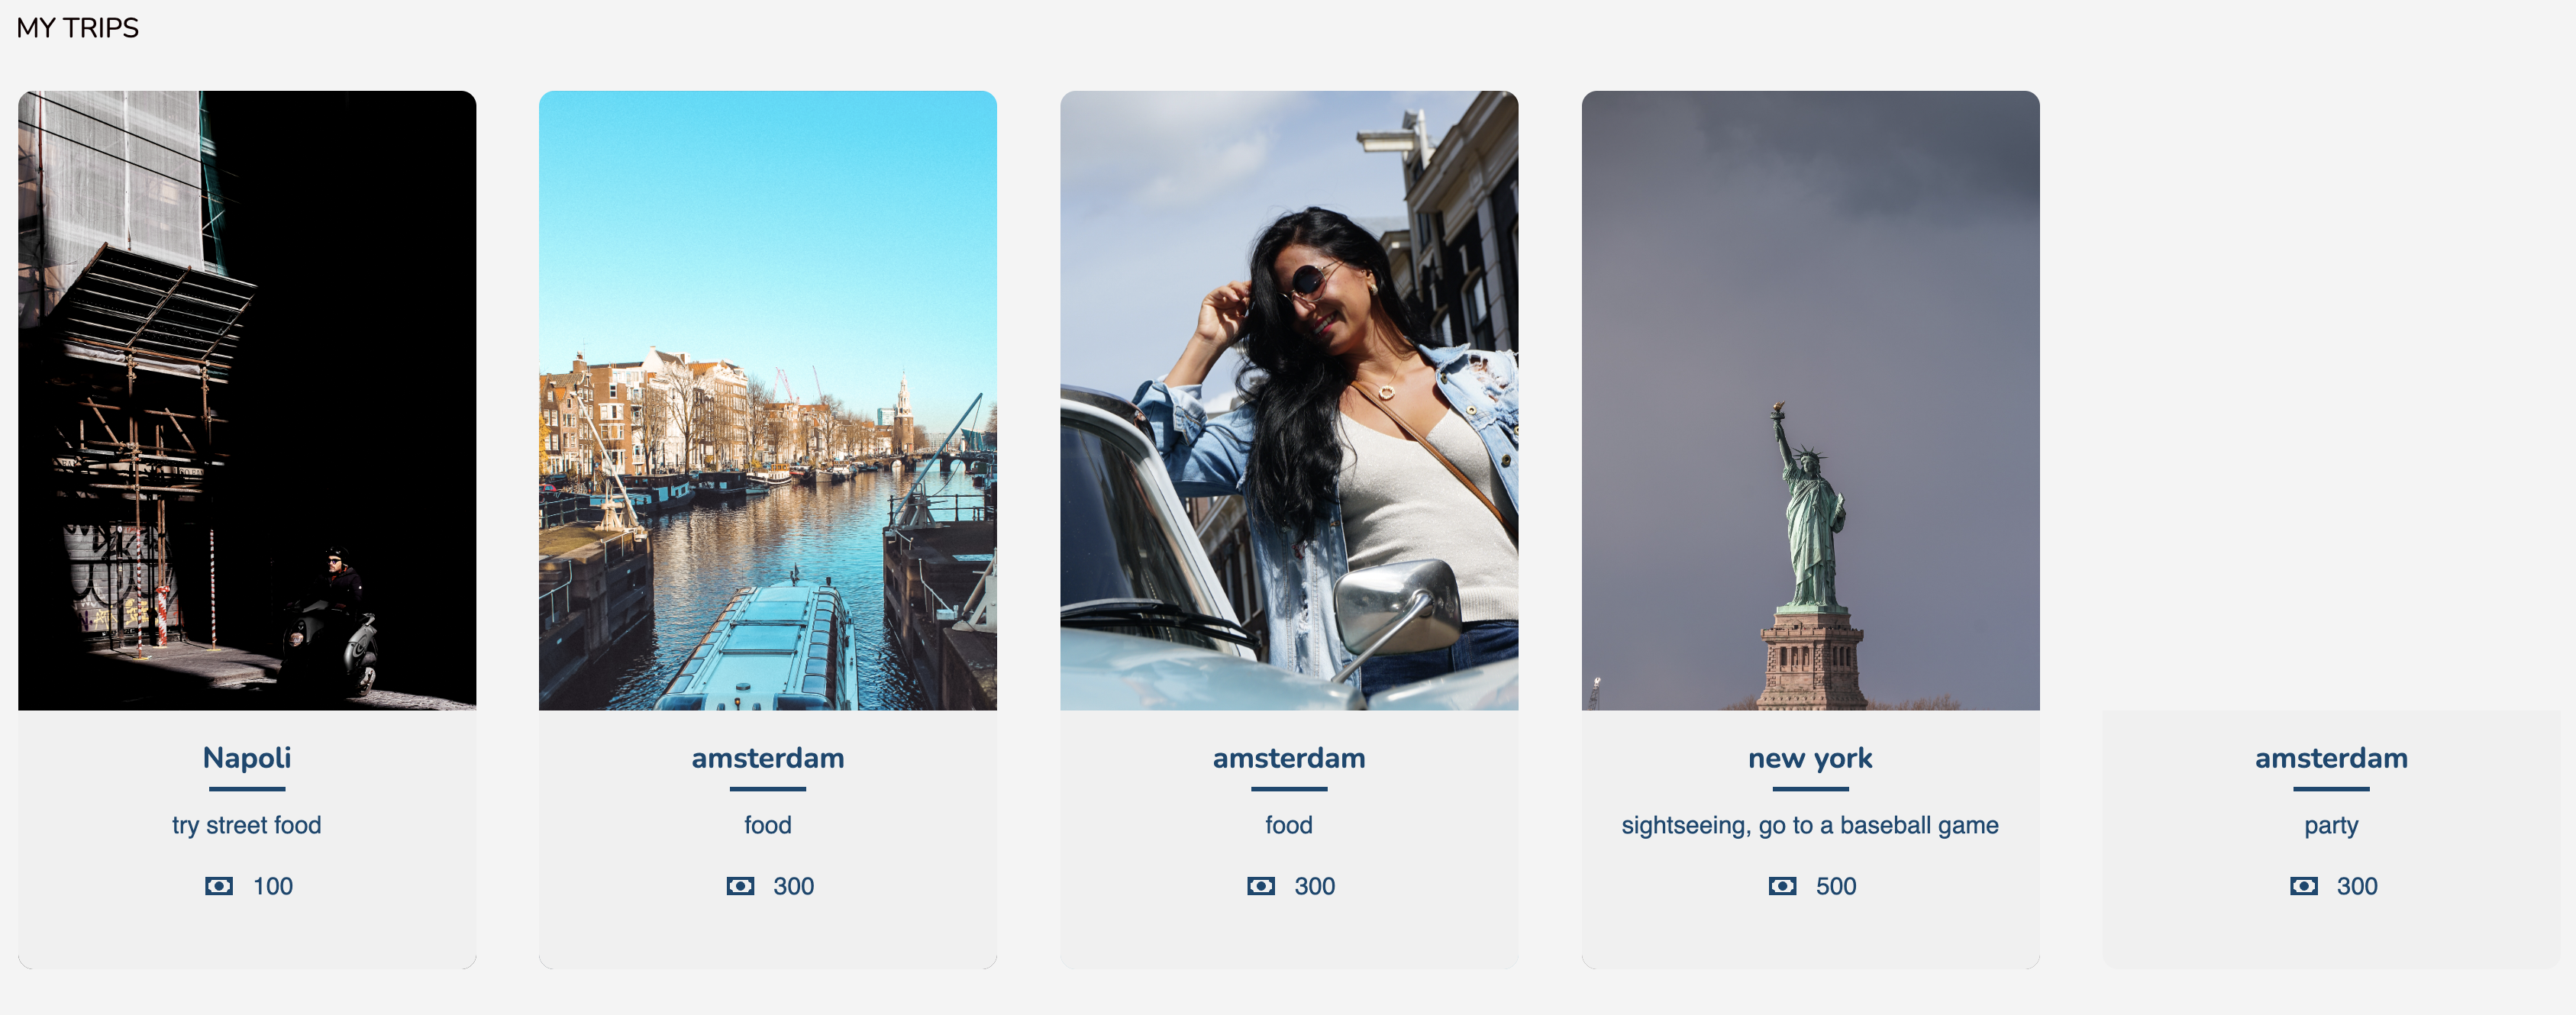 MY TRIPS
Napoli
try street food
100
amsterdam
food
300
amsterdam
food
300
new york
sightseeing, go to a baseball game
500
amsterdam
party
300